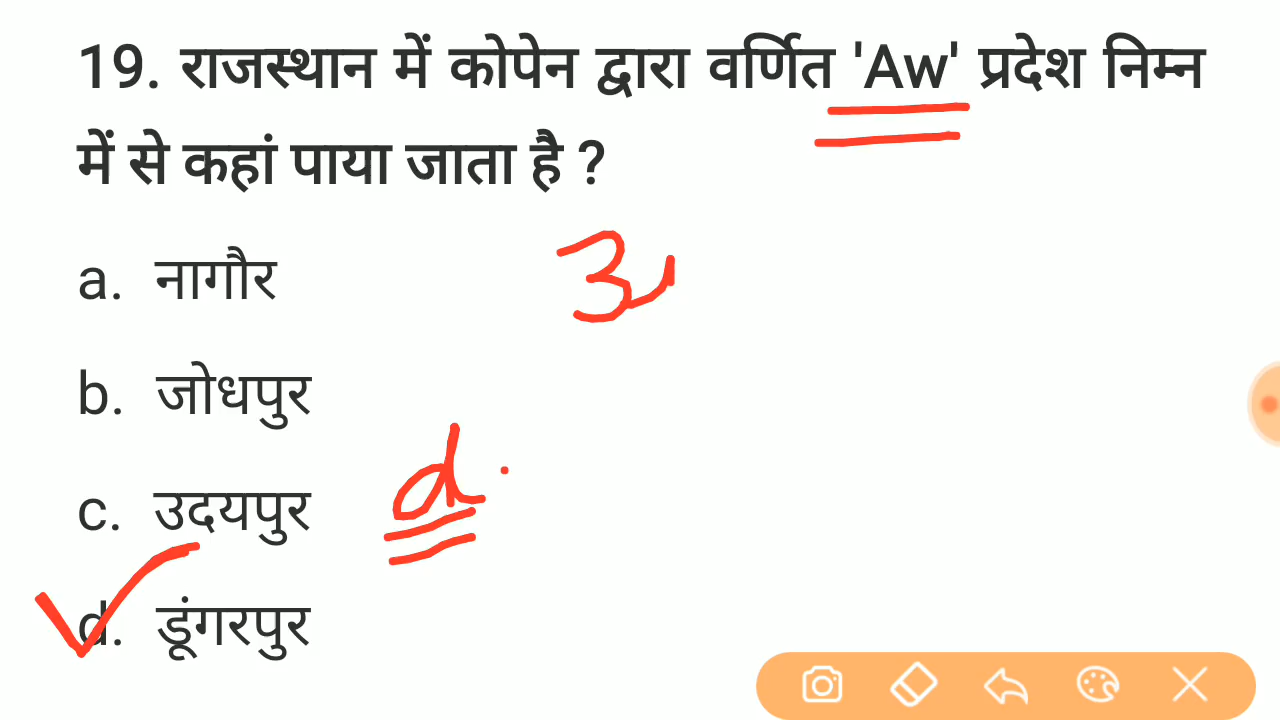 19. राजस्थान में कोपेन द्वारा वर्णित 'Aw' प्रदेश निम्न
में से कहां पाया जाता है ?
a. नागौर
b. जोधपुर
c. उदयपुर
d.
d. डूंगरपुर